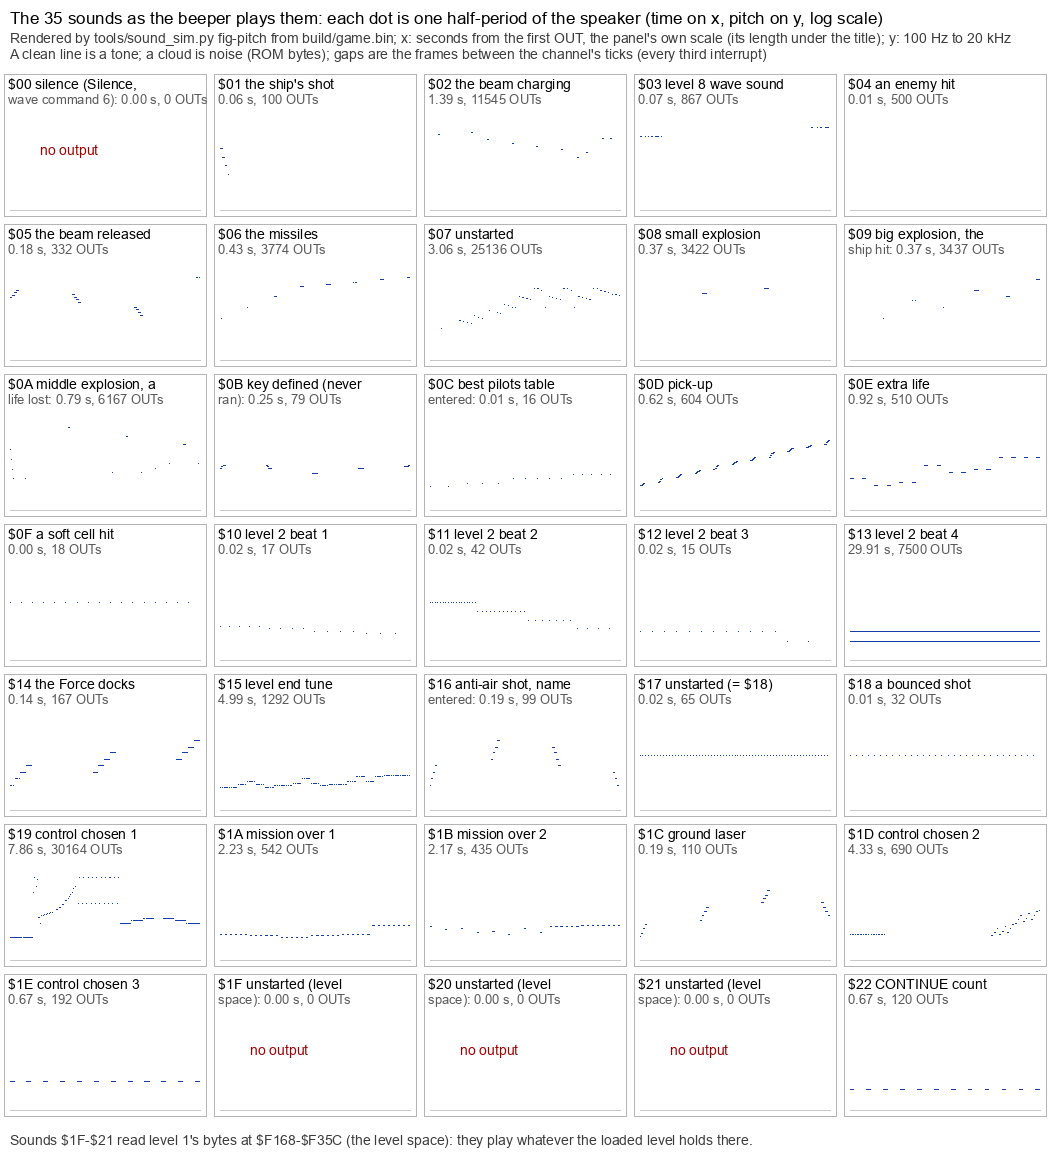 The 35 sounds as the beeper plays them: each dot is one half-period of the speaker (time on x, pitch on y, log scale)
Rendered by tools/sound_sim.py fig-pitch from build/game.bin; x: seconds from the first OUT, the panel's own scale (its length under the title); y: 100 Hz to 20 kHz
A clean line is a tone; a cloud is noise (ROM bytes); gaps are the frames between the channel's ticks (every third interrupt)
$00 silence (Silence,
wave command 6): 0.00 s, 0 OUTs
no output
$01 the ship's shot
0.06 s, 100 OUTs
$02 the beam charging
1.39 s, 11545 OUTs
$03 level 8 wave sound
0.07 s, 867 OUTs
$04 an enemy hit
0.01 s, 500 OUTs
$05 the beam released
0.18 s, 332 OUTs
$06 the missiles
0.43 s, 3774 OUTs
$07 unstarted
3.06 s, 25136 OUTs
$08 small explosion
0.37 s, 3422 OUTs
$09 big explosion, the
ship hit: 0.37 s, 3437 OUTs
$0A middle explosion, a
life lost: 0.79 s, 6167 OUTs
$0B key defined (never
ran): 0.25 s, 79 OUTs
$0C best pilots table
entered: 0.01 s, 16 OUTs
$0D pick-up
0.62 s, 604 OUTs
$0E extra life
0.92 s, 510 OUTs
$0F a soft cell hit
0.00 s, 18 OUTs
$10 level 2 beat 1
0.02 s, 17 OUTs
$11 level 2 beat 2
0.02 s, 42 OUTs
$12 level 2 beat 3
0.02 s, 15 OUTs
$13 level 2 beat 4
29.91 s, 7500 OUTs
$14 the Force docks
0.14 s, 167 OUTs
$15 level end tune
4.99 s, 1292 OUTs
$16 anti-air shot, name
entered: 0.19 s, 99 OUTs
$17 unstarted (= $18)
0.02 s, 65 OUTs
$18 a bounced shot
0.01 s, 32 OUTs
$19 control chosen 1
7.86 s, 30164 OUTs
$1A mission over 1
2.23 s, 542 OUTs
$1B mission over 2
2.17 s, 435 OUTs
$1C ground laser
0.19 s, 110 OUTs
$1D control chosen 2
4.33 s, 690 OUTs
$1E control chosen 3
0.67 s, 192 OUTs
$1F unstarted (level
space): 0.00 s, 0 OUTs
no output
$20 unstarted (level
space): 0.00 s, 0 OUTs
no output
$21 unstarted (level
space): 0.00 s, 0 OUTs
no output
$22 CONTINUE count
0.67 s, 120 OUTs
Sounds $1F-$21 read level 1's bytes at $F168-$F35C (the level space): they play whatever the loaded level holds there.